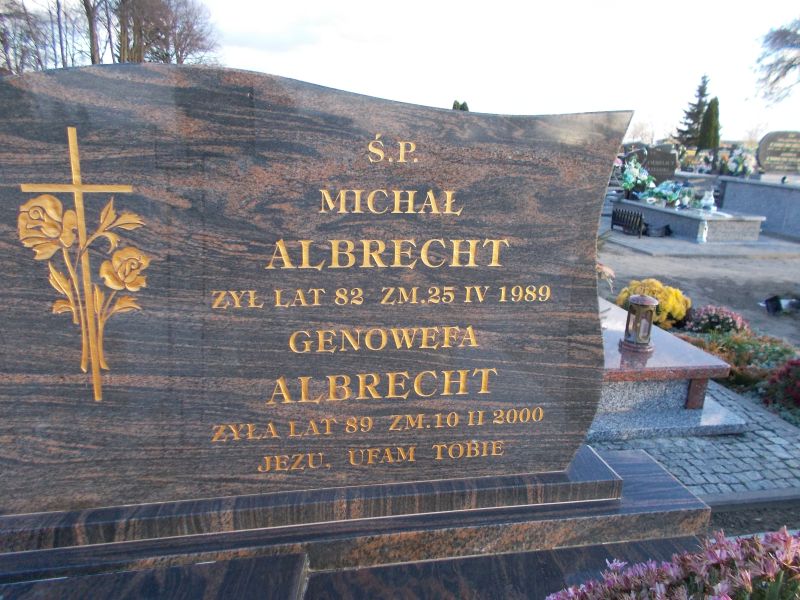 Ś.P.
MICHAŁ
ALBRECHT
ŻYŁ LAT 82 ZM.25 IV 1989
GENOWEFA
ALBRECHT
ŻYŁA LAT 89 ZM.10 II 2000
JEZU, UFAM TOBIE